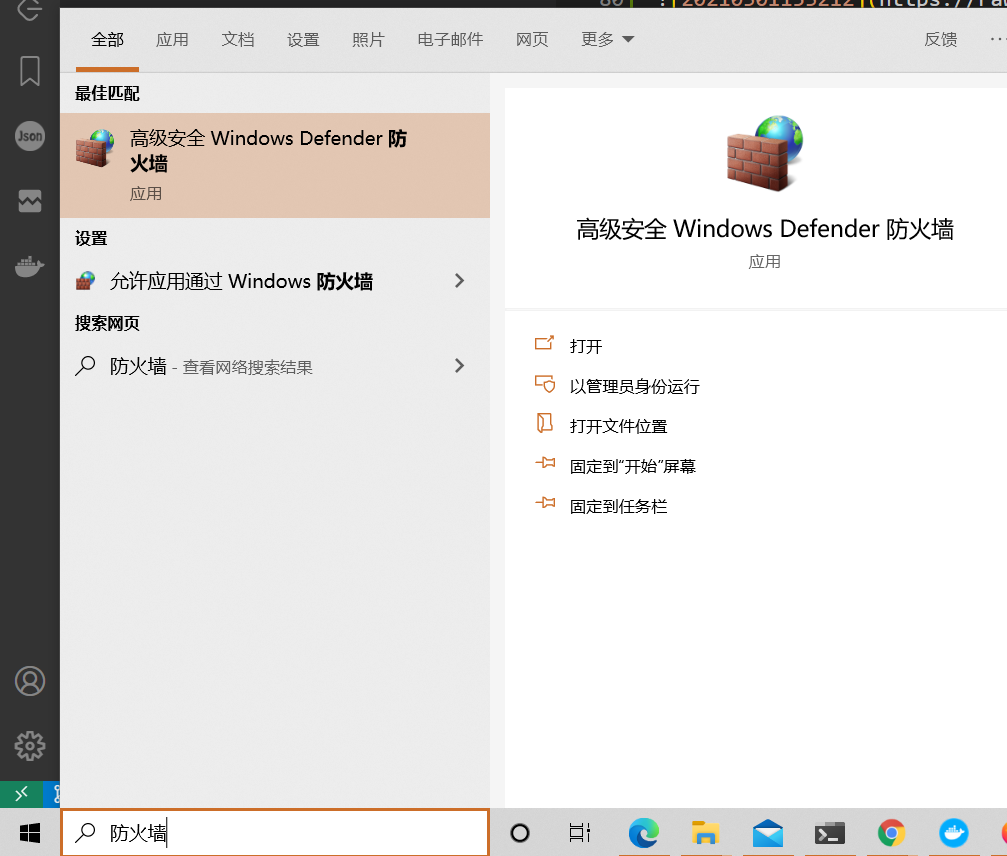 全部 应用 文档 设置 照片 电子邮件 网页 更多 反馈 ···
最佳匹配
高级安全 Windows Defender 防
火墙
应用
设置
允许应用通过 Windows 防火墙
搜索网页
防火墙 - 查看网络搜索结果
高级安全 Windows Defender 防火墙
应用
打开
以管理员身份运行
打开文件位置
固定到“开始”屏幕
固定到任务栏
Json
防火墙